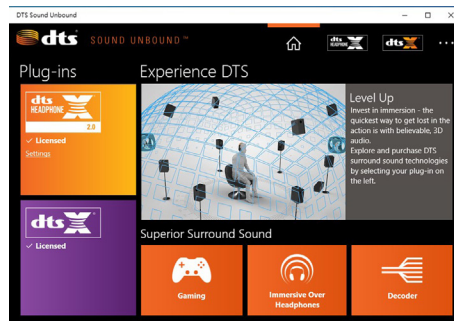 DTS Sound Unbound
dts SOUND UNBOUND™
dts HEADPHONE X
dts X
Plug-ins
Experience DTS
dts
HEADPHONE X
2.0
✓ Licensed
Settings
Level Up
Invest in immersion - the
quickest way to get lost in the
action is with believable, 3D
audio.
Explore and purchase DTS
surround sound technologies
by selecting your plug-in on
the left.
dts X
✓ Licensed
Superior Surround Sound
Gaming
Immersive Over
Headphones
Decoder